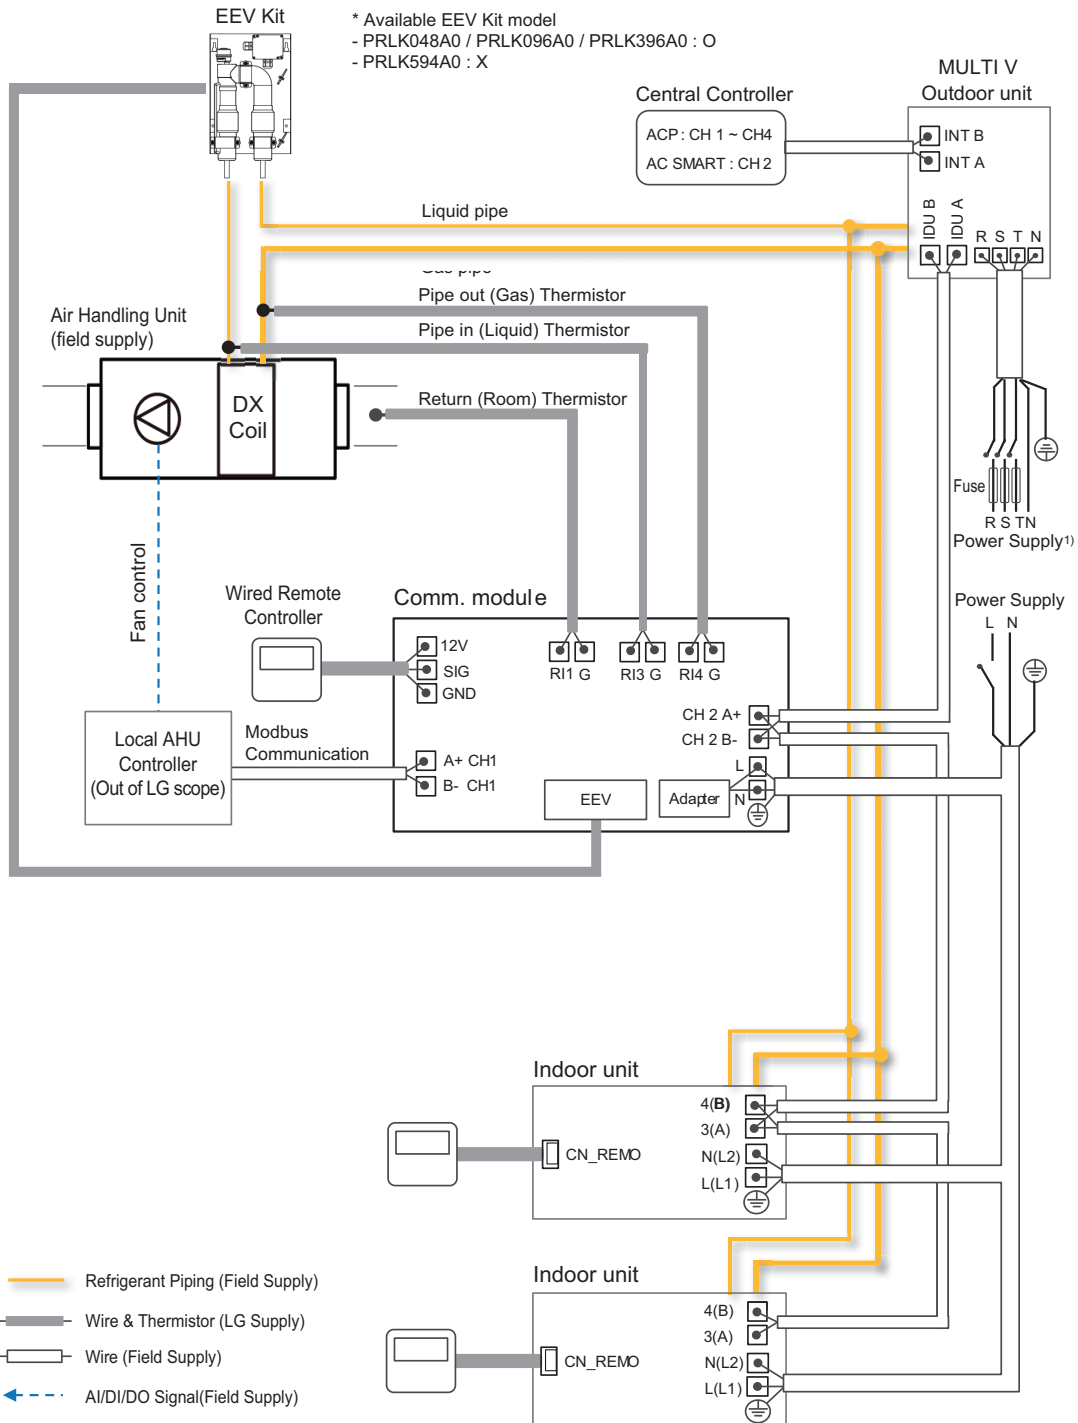 EEV Kit
* Available EEV Kit model
- PRLK048A0 / PRLK096A0 / PRLK396A0 : O
- PRLK594A0 : X
MULTI V
Outdoor unit
Central Controller
ACP : CH 1 ~ CH4
AC SMART : CH 2
INT B
INT A
IDU B
IDU A
R S T N
Liquid pipe
Gas pipe
Pipe out (Gas) Thermistor
Pipe in (Liquid) Thermistor
Return (Room) Thermistor
Air Handling Unit
(field supply)
DX
Coil
Fuse
R S TN
Power Supply1)
Fan control
Wired Remote
Controller
Comm. module
12V
SIG
GND
RI1 G
RI3 G
RI4 G
Power Supply
L N
CH 2 A+
CH 2 B-
L
N
Local AHU
Controller
(Out of LG scope)
Modbus
Communication
A+ CH1
B- CH1
EEV
Adapter
Indoor unit
4(B)
3(A)
N(L2)
L(L1)
CN_REMO
Indoor unit
4(B)
3(A)
N(L2)
L(L1)
CN_REMO
Refrigerant Piping (Field Supply)
Wire & Thermistor (LG Supply)
Wire (Field Supply)
AI/DI/DO Signal(Field Supply)